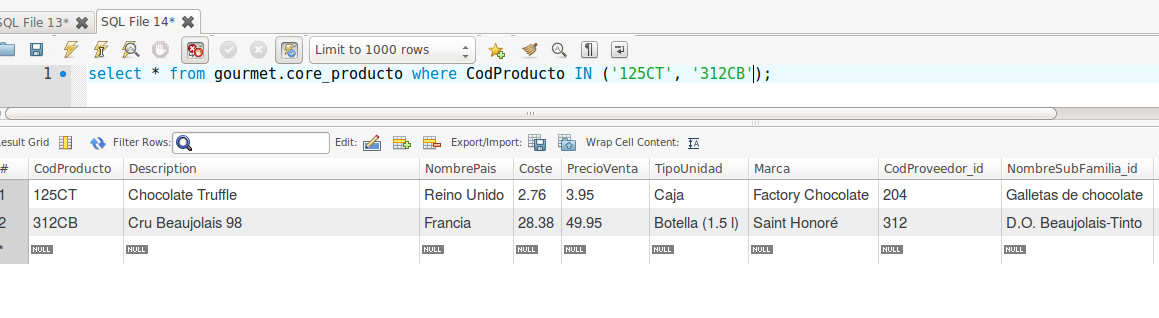 SQL File 13* SQL File 14*
Limit to 1000 rows
1 select * from gourmet.core_producto where CodProducto IN ('125CT', '312CB');
esult Grid Filter Rows: Edit: Export/Import: Wrap Cell Content:
# CodProducto Description NombrePais Coste PrecioVenta TipoUnidad Marca CodProveedor_id NombreSubFamilia_id
1 125CT Chocolate Truffle Reino Unido 2.76 3.95 Caja Factory Chocolate 204 Galletas de chocolate
2 312CB Cru Beaujolais 98 Francia 28.38 49.95 Botella (1.5 l) Saint Honoré 312 D.O. Beaujolais-Tinto
* NULL NULL NULL NULL NULL NULL NULL NULL NULL